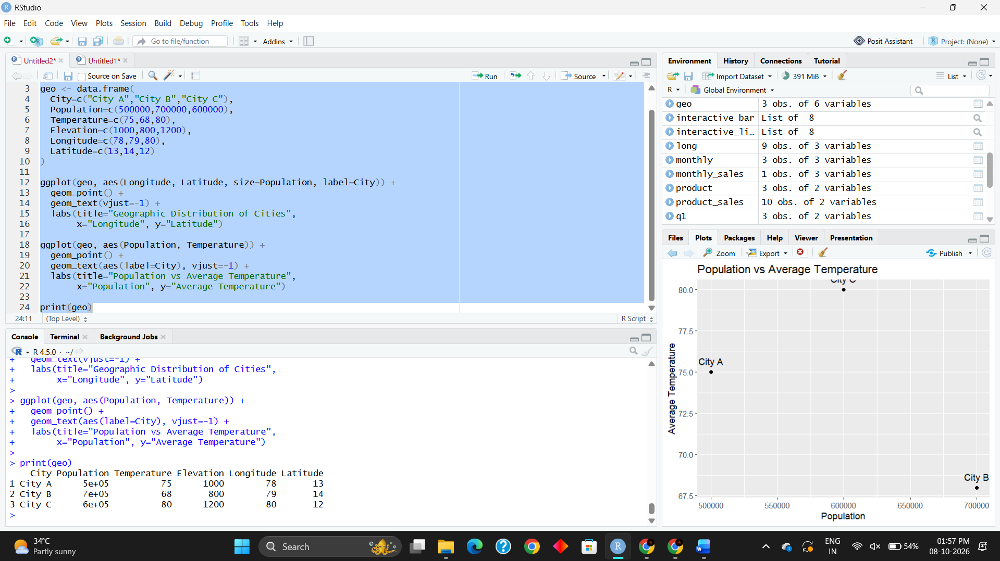 RStudio
File Edit Code View Plots Session Build Debug Profile Tools Help
Go to file/function Addins Posit Assistant Project: (None)
Untitled2* Untitled1*
Source on Save Run Source
3 geo <- data.frame(
4 City=c("City A","City B","City C"),
5 Population=c(500000,700000,600000),
6 Temperature=c(75,68,80),
7 Elevation=c(1000,800,1200),
8 Longitude=c(78,79,80),
9 Latitude=c(13,14,12)
10 )
11
12 ggplot(geo, aes(Longitude, Latitude, size=Population, label=City)) +
13 geom_point() +
14 geom_text(vjust=-1) +
15 labs(title="Geographic Distribution of Cities",
16 x="Longitude", y="Latitude")
17
18 ggplot(geo, aes(Population, Temperature)) +
19 geom_point() +
20 geom_text(aes(label=City), vjust=-1) +
21 labs(title="Population vs Average Temperature",
22 x="Population", y="Average Temperature")
23
24 print(geo)
24:11 (Top Level) R Script
Console Terminal Background Jobs
R 4.5.0 · ~/
+ geom_text(vjust=-1) +
+ labs(title="Geographic Distribution of Cities",
+ x="Longitude", y="Latitude")
>
> ggplot(geo, aes(Population, Temperature)) +
+ geom_point() +
+ geom_text(aes(label=City), vjust=-1) +
+ labs(title="Population vs Average Temperature",
+ x="Population", y="Average Temperature")
>
> print(geo)
City Population Temperature Elevation Longitude Latitude
1 City A 5e+05 75 1000 78 13
2 City B 7e+05 68 800 79 14
3 City C 6e+05 80 1200 80 12
>
Environment History Connections Tutorial
Import Dataset 391 MiB List
R Global Environment
geo 3 obs. of 6 variables
interactive_bar List of 8
interactive_li… List of 8
long 9 obs. of 3 variables
monthly 3 obs. of 3 variables
monthly_sales 1 obs. of 3 variables
product 3 obs. of 2 variables
product_sales 10 obs. of 2 variables
q1 3 obs. of 2 variables
Files Plots Packages Help Viewer Presentation
Zoom Export Publish
Population vs Average Temperature
City C
80.0
77.5
City A
75.0
72.5
70.0
City B
67.5
Average Temperature
500000 550000 600000 650000 700000
Population
34°C
Partly sunny
Search
ENG
IN
54%
01:57 PM
08-10-2026